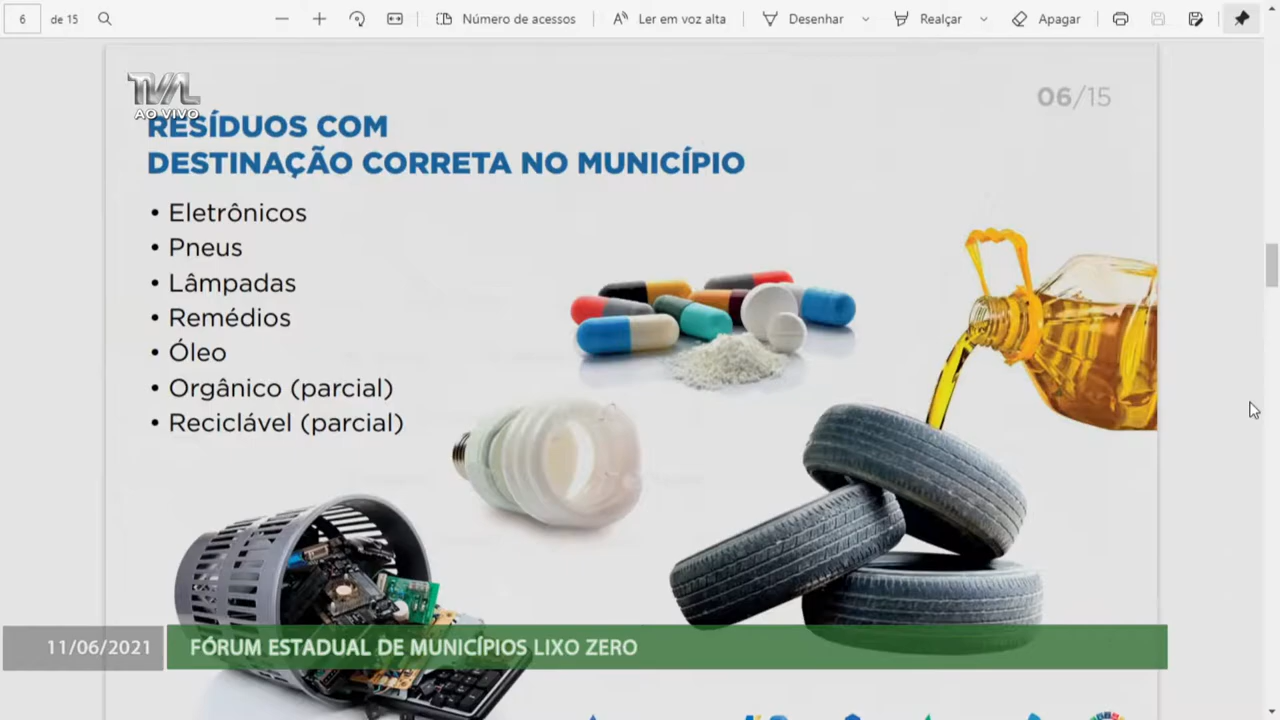 6
de 15
Número de acessos
Ler em voz alta
Desenhar
Realçar
Apagar
TVAL
AO VIVO
06/15
RESÍDUOS COM
DESTINAÇÃO CORRETA NO MUNICÍPIO
• Eletrônicos
• Pneus
• Lâmpadas
• Remédios
• Óleo
• Orgânico (parcial)
• Reciclável (parcial)
11/06/2021
FÓRUM ESTADUAL DE MUNICÍPIOS LIXO ZERO